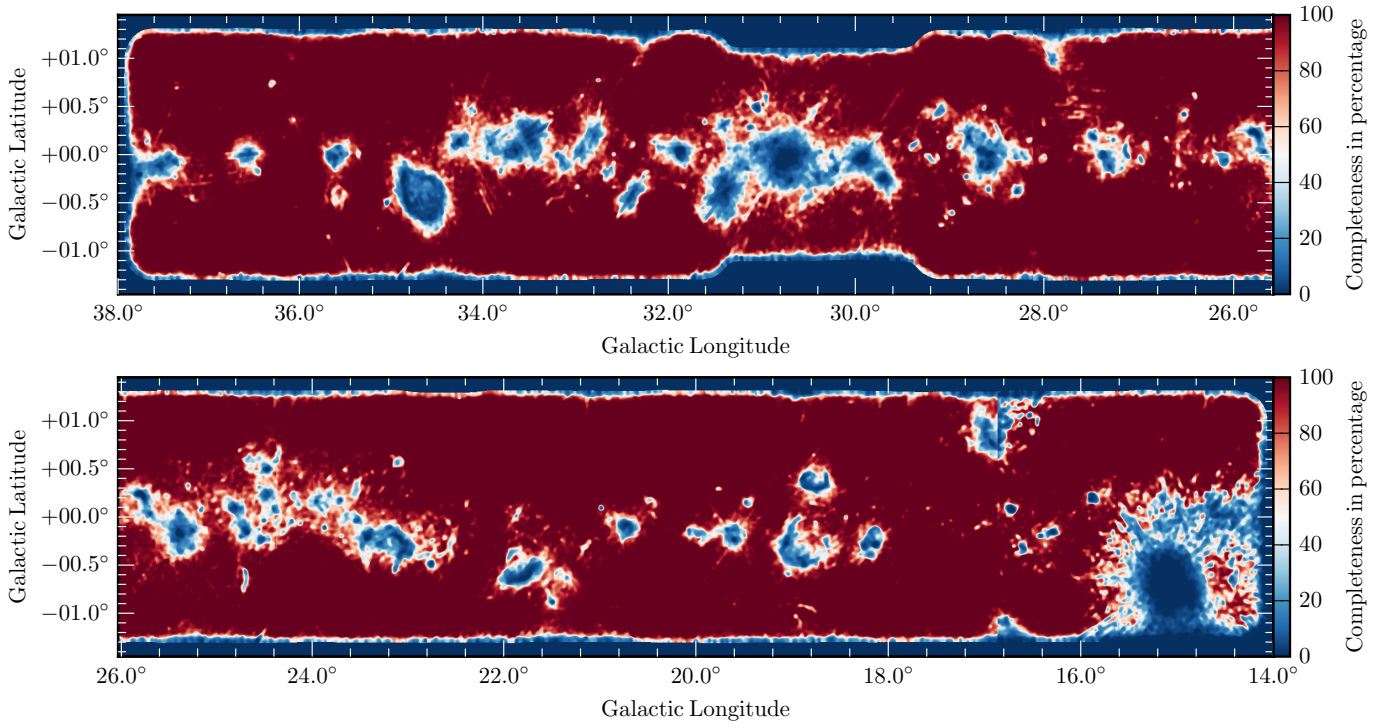 +01.0°
+00.5°
+00.0°
−00.5°
−01.0°
Galactic Latitude
38.0° 36.0° 34.0° 32.0° 30.0° 28.0° 26.0°
Galactic Longitude
100
80
60
40
20
0
Completeness in percentage
+01.0°
+00.5°
+00.0°
−00.5°
−01.0°
Galactic Latitude
26.0° 24.0° 22.0° 20.0° 18.0° 16.0° 14.0°
Galactic Longitude
100
80
60
40
20
0
Completeness in percentage